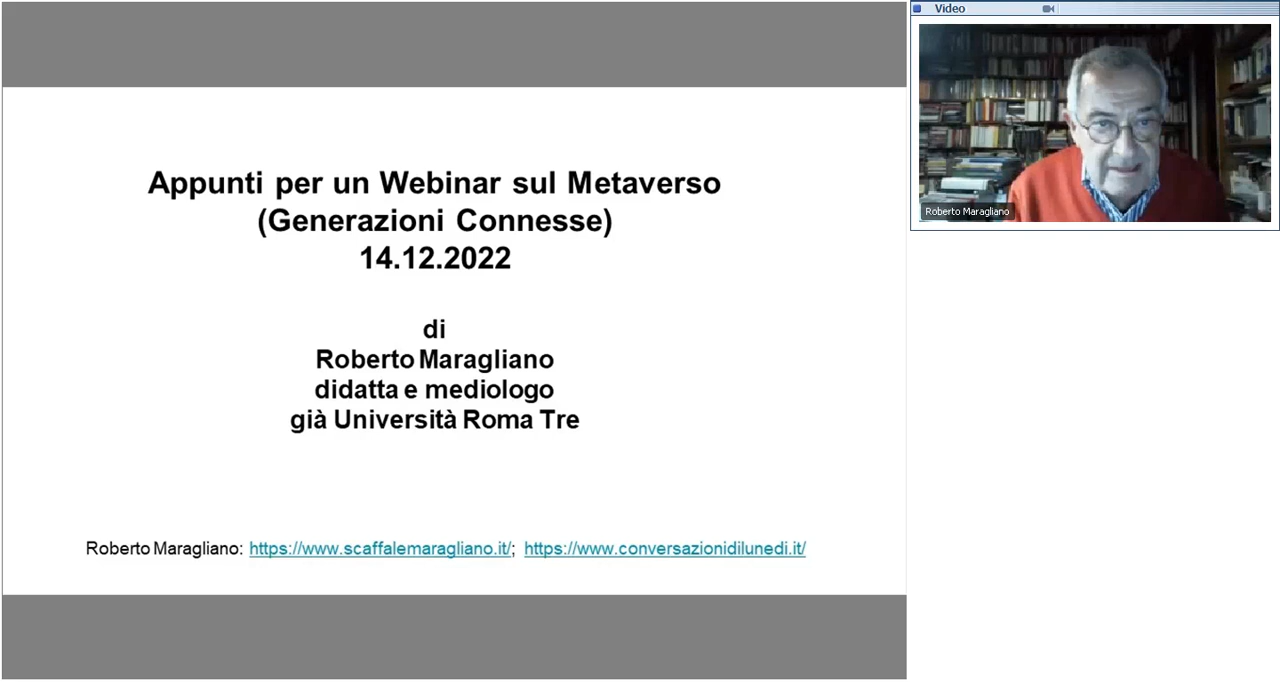 Appunti per un Webinar sul Metaverso
(Generazioni Connesse)
14.12.2022
di
Roberto Maragliano
didatta e mediologo
già Università Roma Tre
Roberto Maragliano: https://www.scaffalemaragliano.it/; https://www.conversazionidilunedi.it/
Video
Roberto Maragliano